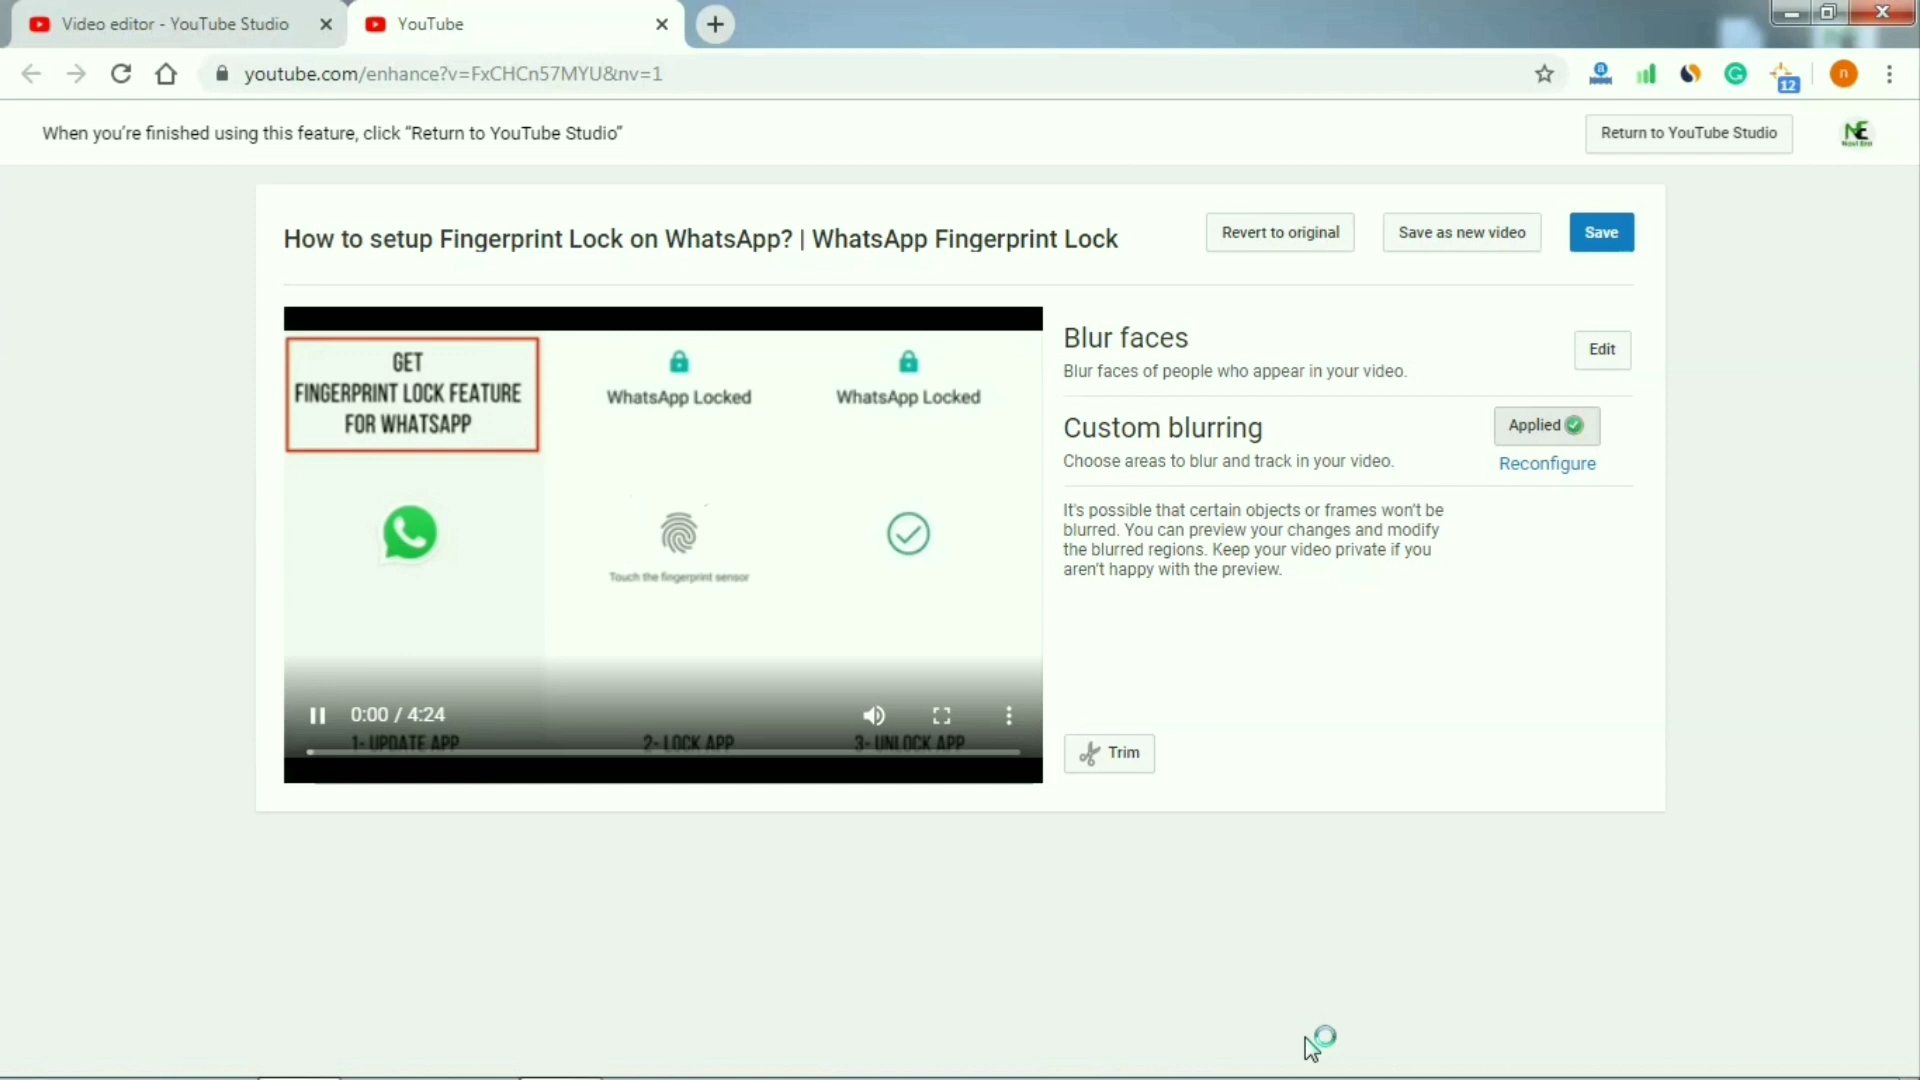 Video editor - YouTube Studio
YouTube
youtube.com/enhance?v=FxCHCn57MYU&nv=1
12
n
When you're finished using this feature, click “Return to YouTube Studio”
Return to YouTube Studio
NE
How to setup Fingerprint Lock on WhatsApp? | WhatsApp Fingerprint Lock
Revert to original
Save as new video
Save
GET
FINGERPRINT LOCK FEATURE
FOR WHATSAPP
WhatsApp Locked
WhatsApp Locked
Touch the fingerprint sensor
0:00 / 4:24
1- UPDATE APP
2- LOCK APP
3- UNLOCK APP
Blur faces
Blur faces of people who appear in your video.
Edit
Custom blurring
Choose areas to blur and track in your video.
Applied
Reconfigure
It's possible that certain objects or frames won't be
blurred. You can preview your changes and modify
the blurred regions. Keep your video private if you
aren't happy with the preview.
Trim